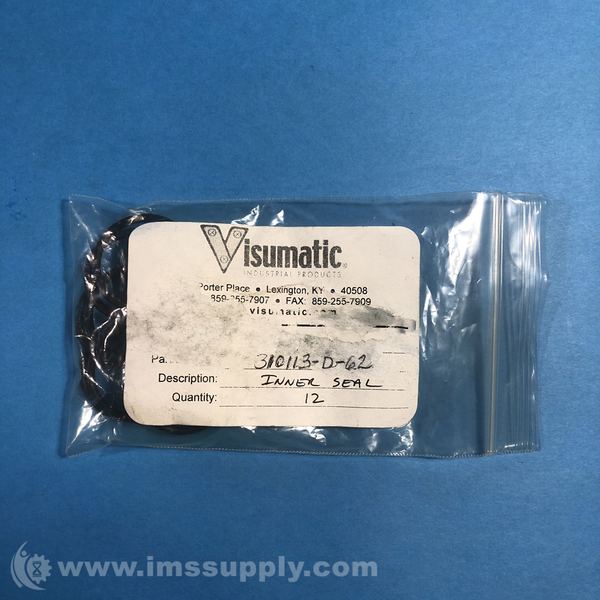 Visumatic®
INDUSTRIAL PRODUCTS
Porter Place • Lexington, KY • 40508
859-255-7907 • FAX: 859-255-7909
visumatic.com
310113-D-62
Description: INNER SEAL
Quantity: 12
www.imssupply.com